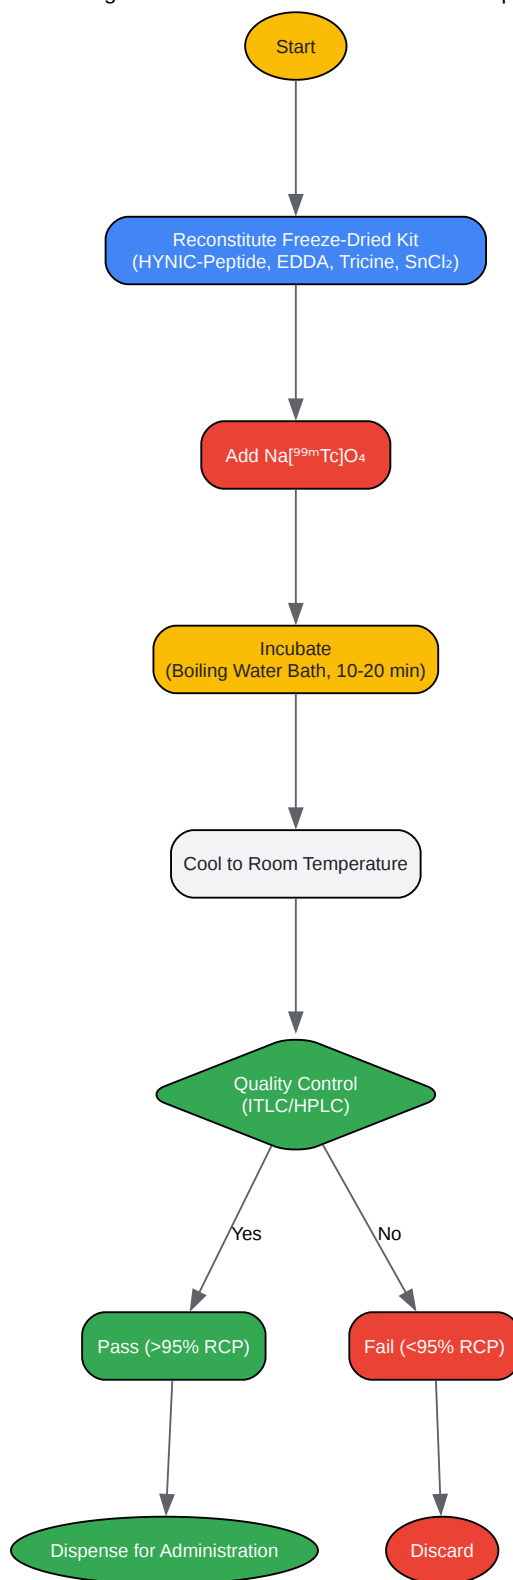 Start
Reconstitute Freeze-Dried Kit
(HYNIC-Peptide, EDDA, Tricine, SnCl₂)
Add Na[⁹⁹ᵐTc]O₄
Incubate
(Boiling Water Bath, 10-20 min)
Cool to Room Temperature
Quality Control
(ITLC/HPLC)
Yes
No
Pass (>95% RCP)
Fail (<95% RCP)
Dispense for Administration
Discard